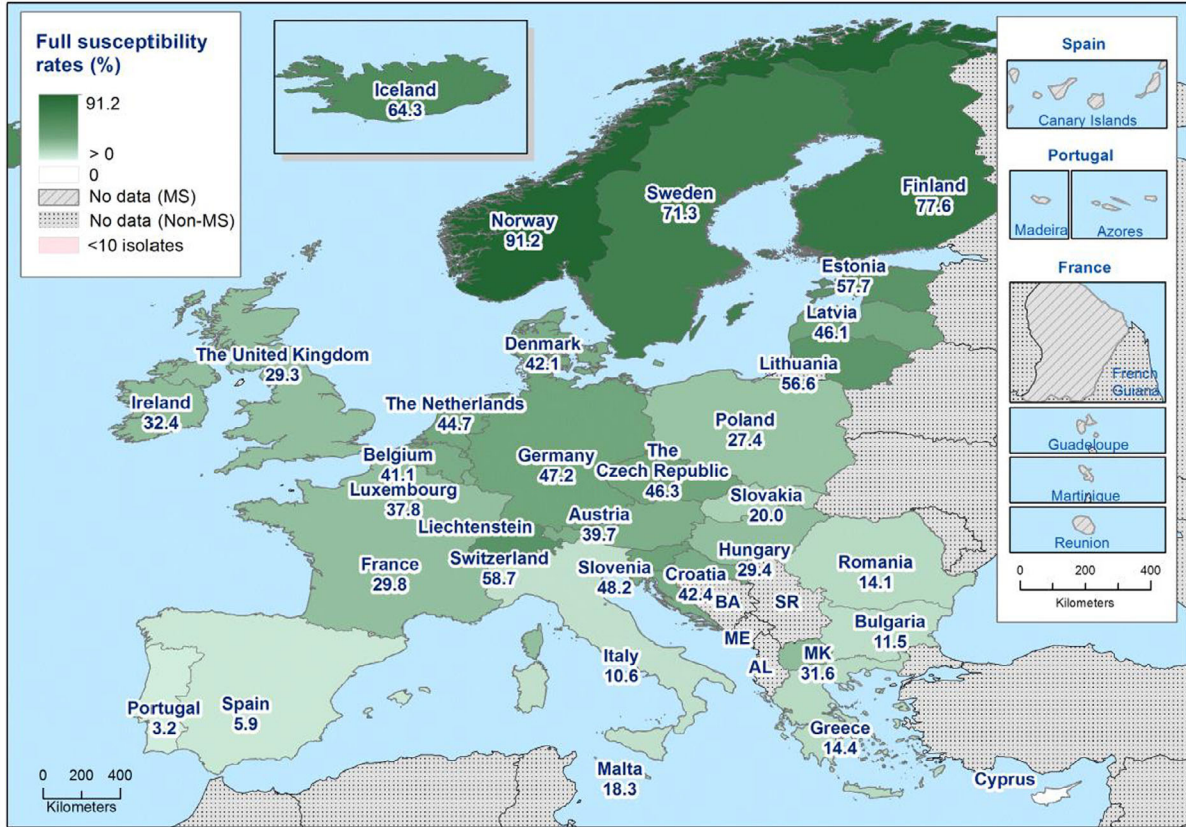 Full susceptibility
rates (%)
91.2
> 0
0
No data (MS)
No data (Non-MS)
<10 isolates
Iceland
64.3
Norway
91.2
Sweden
71.3
Finland
77.6
Estonia
57.7
Latvia
46.1
Lithuania
56.6
Denmark
42.1
The United Kingdom
29.3
Ireland
32.4
The Netherlands
44.7
Belgium
41.1
Luxembourg
37.8
Germany
47.2
Poland
27.4
The
Czech Republic
46.3
Slovakia
20.0
Liechtenstein
Austria
39.7
Switzerland
58.7
France
29.8
Slovenia
48.2
Croatia
42.4
Hungary
29.4
Romania
14.1
BA
SR
ME
AL
Bulgaria
11.5
MK
31.6
Italy
10.6
Portugal
3.2
Spain
5.9
Greece
14.4
Malta
18.3
Cyprus
0 200 400
Kilometers
Spain
Canary Islands
Portugal
Madeira
Azores
France
French
Guiana
Guadeloupe
Martinique
Reunion
0 200 400
Kilometers